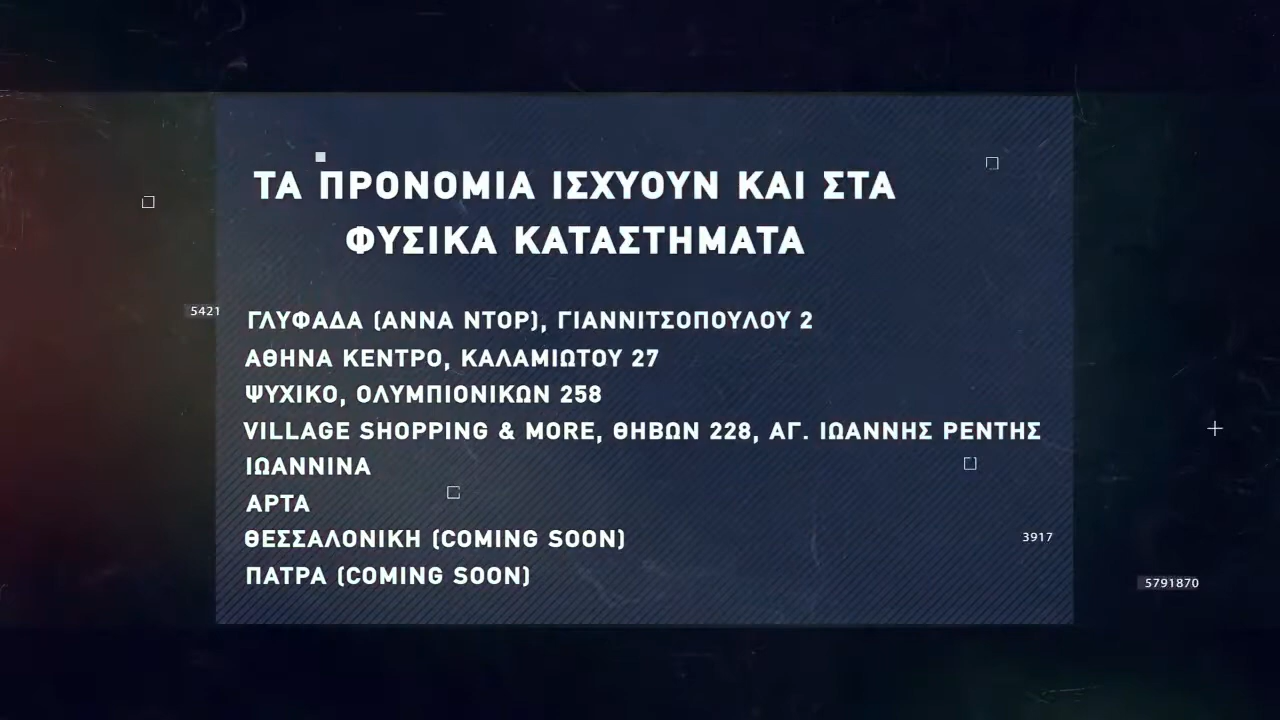 ΤΑ ΠΡΟΝΟΜΙΑ ΙΣΧΥΟΥΝ ΚΑΙ ΣΤΑ
ΦΥΣΙΚΑ ΚΑΤΑΣΤΗΜΑΤΑ
5421
ΓΛΥΦΑΔΑ (ΑΝΝΑ ΝΤΟΡ), ΓΙΑΝΝΙΤΣΟΠΟΥΛΟΥ 2
ΑΘΗΝΑ ΚΕΝΤΡΟ, ΚΑΛΑΜΙΩΤΟΥ 27
ΨΥΧΙΚΟ, ΟΛΥΜΠΙΟΝΙΚΩΝ 258
VILLAGE SHOPPING & MORE, ΘΗΒΩΝ 228, ΑΓ. ΙΩΑΝΝΗΣ ΡΕΝΤΗΣ
ΙΩΑΝΝΙΝΑ
ΑΡΤΑ
ΘΕΣΣΑΛΟΝΙΚΗ (COMING SOON)
3917
ΠΑΤΡΑ (COMING SOON)
5791870